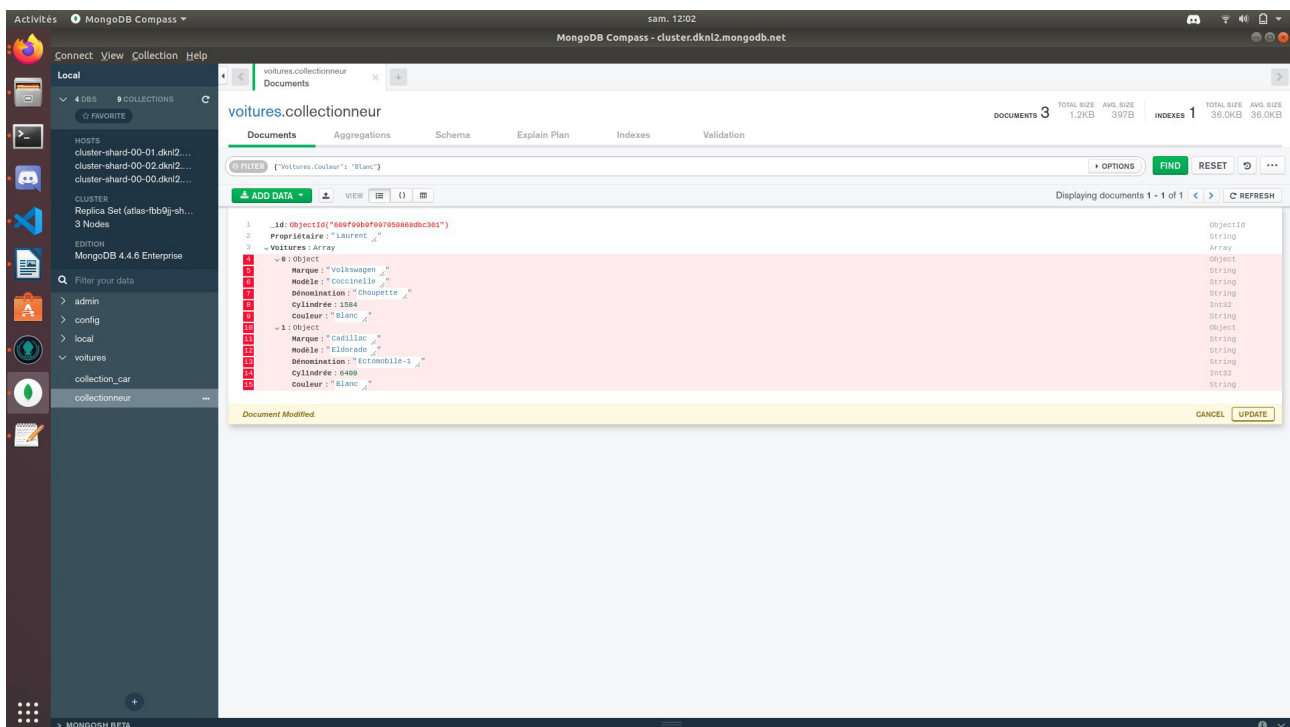 Activités MongoDB Compass sam. 12:02
MongoDB Compass - cluster.dknl2.mongodb.net
Connect View Collection Help
Local
4 DBS 9 COLLECTIONS
FAVORITE
HOSTS
cluster-shard-00-01.dknl2....
cluster-shard-00-02.dknl2....
cluster-shard-00-00.dknl2....
CLUSTER
Replica Set (atlas-fbb9jj-sh...
3 Nodes
EDITION
MongoDB 4.4.6 Enterprise
Filter your data
admin
config
local
voitures
collection_car
collectionneur ...
voitures.collectionneur
Documents
voitures.collectionneur
DOCUMENTS 3 TOTAL SIZE 1.2KB AVG. SIZE 397B INDEXES 1 TOTAL SIZE 36.0KB AVG. SIZE 36.0KB
Documents Aggregations Schema Explain Plan Indexes Validation
FILTER {"Voitures.Couleur": "Blanc"} OPTIONS FIND RESET ...
ADD DATA VIEW {} Displaying documents 1 - 1 of 1 < > REFRESH
1 _id: ObjectId("609f99b9f097050868dbc301") ObjectId
2 Propriétaire : "Laurent" String
3 Voitures : Array Array
4 0 : Object Object
5 Marque : "Volkswagen" String
6 Modèle : "Coccinelle" String
7 Dénomination : "Choupette" String
8 Cylindrée : 1584 Int32
9 Couleur : "Blanc" String
10 1 : Object Object
11 Marque : "Cadillac" String
12 Modèle : "Eldorado" String
13 Dénomination : "Ectomobile-1" String
14 Cylindrée : 6400 Int32
15 Couleur : "Blanc" String
Document Modified. CANCEL UPDATE
> MONGOSH BETA